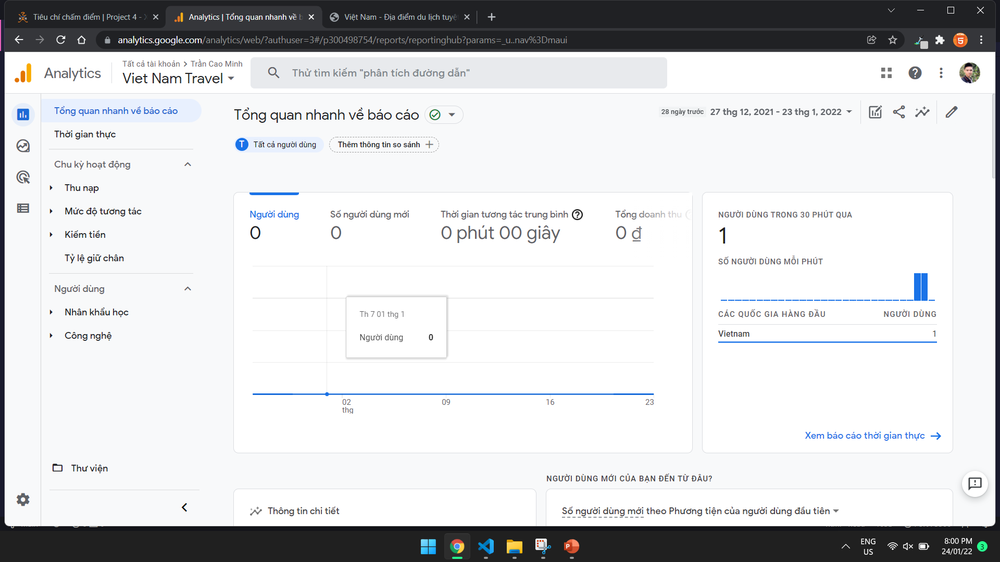 Tiêu chí chấm điểm | Project 4 - X
Analytics | Tổng quan nhanh về b
Việt Nam - Địa điểm du lịch tuyệt
analytics.google.com/analytics/web/?authuser=3#/p300498754/reports/reportinghub?params=_u..nav%3Dmaui
Analytics
Tất cả tài khoản > Trần Cao Minh
Viet Nam Travel
Thử tìm kiếm "phân tích đường dẫn"
Tổng quan nhanh về báo cáo
Thời gian thực
Chu kỳ hoạt động
Thu nạp
Mức độ tương tác
Kiếm tiền
Tỷ lệ giữ chân
Người dùng
Nhân khẩu học
Công nghệ
Thư viện
Tổng quan nhanh về báo cáo
28 ngày trước 27 thg 12, 2021 - 23 thg 1, 2022
T Tất cả người dùng
Thêm thông tin so sánh
Người dùng
0
Số người dùng mới
0
Thời gian tương tác trung bình
0 phút 00 giây
Tổng doanh thu
0 ₫
Th 7 01 thg 1
Người dùng 0
02 09 16 23
thg
NGƯỜI DÙNG TRONG 30 PHÚT QUA
1
SỐ NGƯỜI DÙNG MỖI PHÚT
CÁC QUỐC GIA HÀNG ĐẦU NGƯỜI DÙNG
Vietnam 1
Xem báo cáo thời gian thực
NGƯỜI DÙNG MỚI CỦA BẠN ĐẾN TỪ ĐÂU?
Thông tin chi tiết
Số người dùng mới theo Phương tiện của người dùng đầu tiên
ENG
US
8:00 PM
24/01/22
3